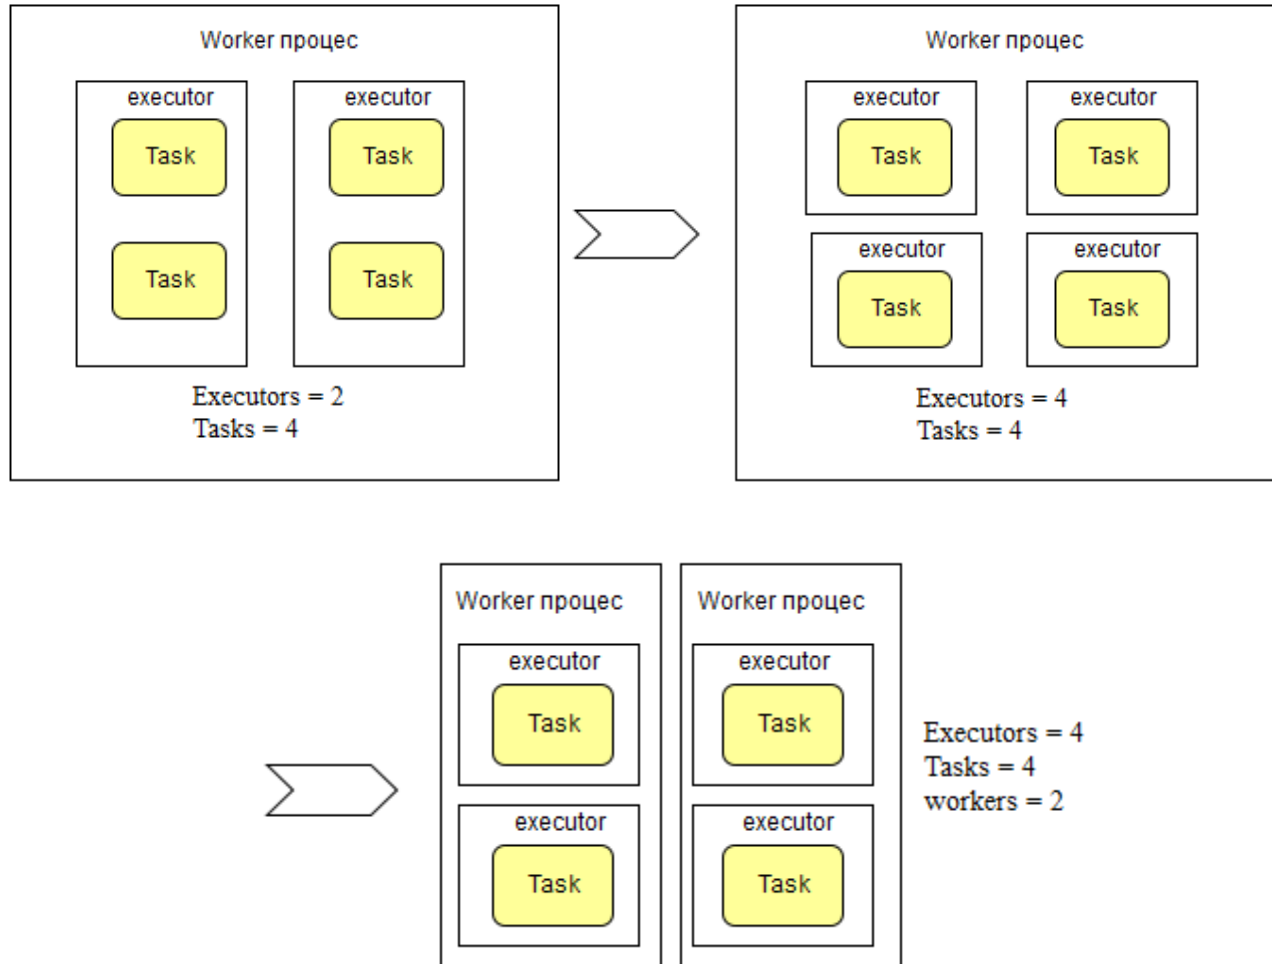 Worker процес
executor
executor
Task
Task
Task
Task
Executors = 2
Tasks = 4
Worker процес
executor
executor
Task
Task
executor
executor
Task
Task
Executors = 4
Tasks = 4
Worker процес
executor
Task
executor
Task
Worker процес
executor
Task
executor
Task
Executors = 4
Tasks = 4
workers = 2